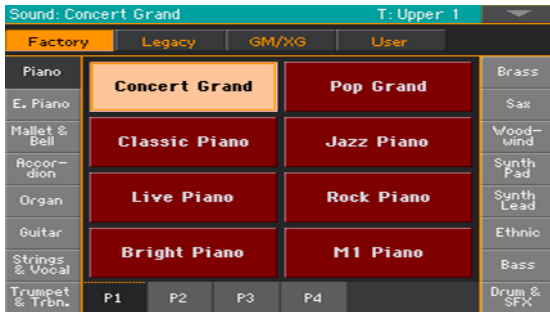 Sound: Concert Grand T: Upper 1
Factory Legacy GM/XG User
Piano
E. Piano
Mallet &
Bell
Accor-
dion
Organ
Guitar
Strings
& Vocal
Trumpet
& Trbn.
Concert Grand Pop Grand
Classic Piano Jazz Piano
Live Piano Rock Piano
Bright Piano M1 Piano
P1 P2 P3 P4
Brass
Sax
Wood-
wind
Synth
Pad
Synth
Lead
Ethnic
Bass
Drum &
SFX